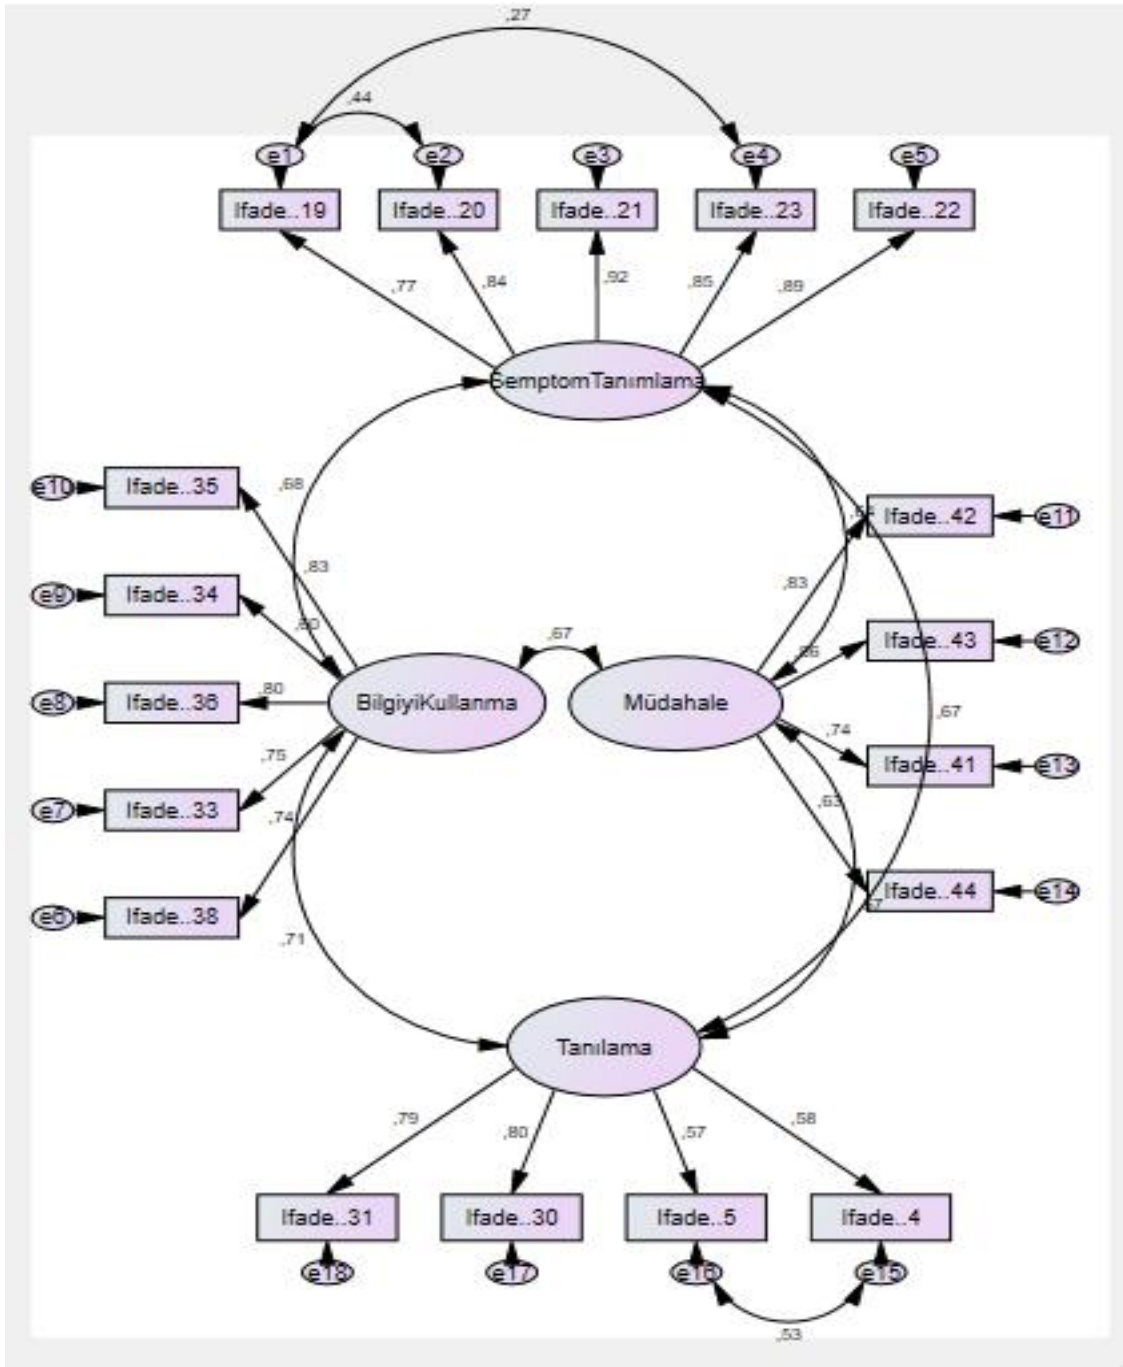 ,27
,44
e1 e2 e3 e4 e5
Ifade..19 Ifade..20 Ifade..21 Ifade..23 Ifade..22
,77 ,84 ,92 ,85 ,89
SemptomTanımlama
e10 Ifade..35 ,68
Ifade..42 e11
,83 ,83
e9 Ifade..34
Ifade..43 e12
,67
e8 Ifade..36 ,80 BilgiyiKullanma Müdahale
,67
,75 ,74
Ifade..41 e13
e7 Ifade..33 ,74 ,63
Ifade..44 e14
e6 Ifade..38
,71
Tanılama
,79 ,80 ,57 ,58
Ifade..31 Ifade..30 Ifade..5 Ifade..4
e18 e17 e16 e15
,53